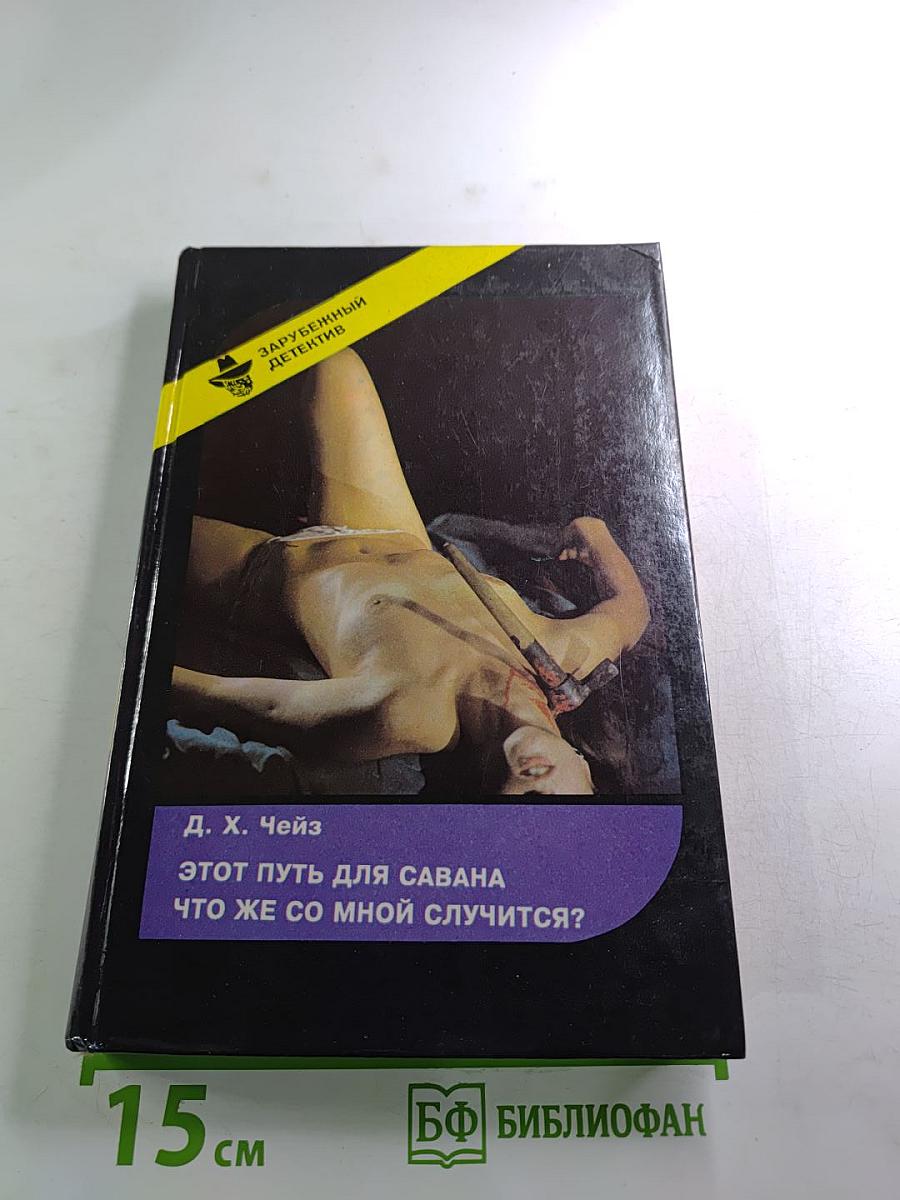 ЗАРУБЕЖНЫЙ
ДЕТЕКТИВ
Д. Х. Чейз
ЭТОТ ПУТЬ ДЛЯ САВАНА
ЧТО ЖЕ СО МНОЙ СЛУЧИТСЯ?
15 см
БФ БИБЛИОФАН